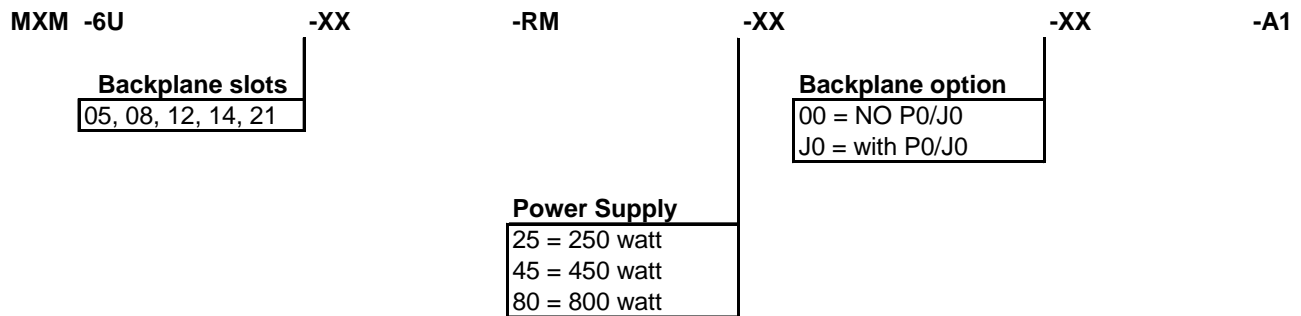 MXM -6U -XX -RM -XX -XX -A1
Backplane slots
05, 08, 12, 14, 21
Backplane option
00 = NO P0/J0
J0 = with P0/J0
Power Supply
25 = 250 watt
45 = 450 watt
80 = 800 watt